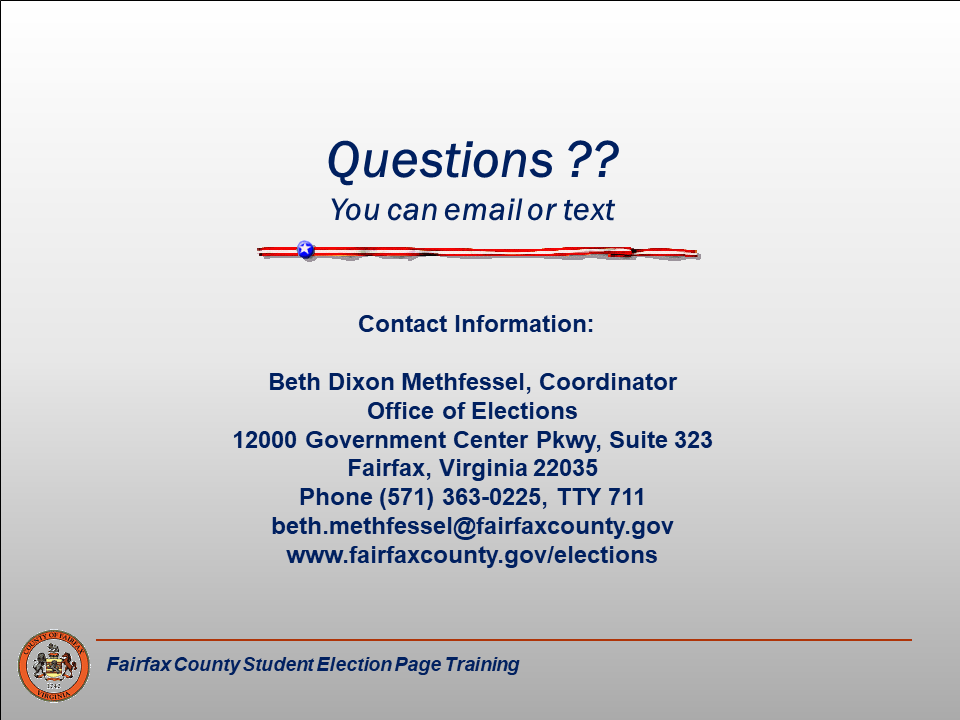 Questions ??
You can email or text
Contact Information:
Beth Dixon Methfessel, Coordinator
Office of Elections
12000 Government Center Pkwy, Suite 323
Fairfax, Virginia 22035
Phone (571) 363-0225, TTY 711
beth.methfessel@fairfaxcounty.gov
www.fairfaxcounty.gov/elections
COUNTY OF FAIRFAX
1742
VIRGINIA
Fairfax County Student Election Page Training